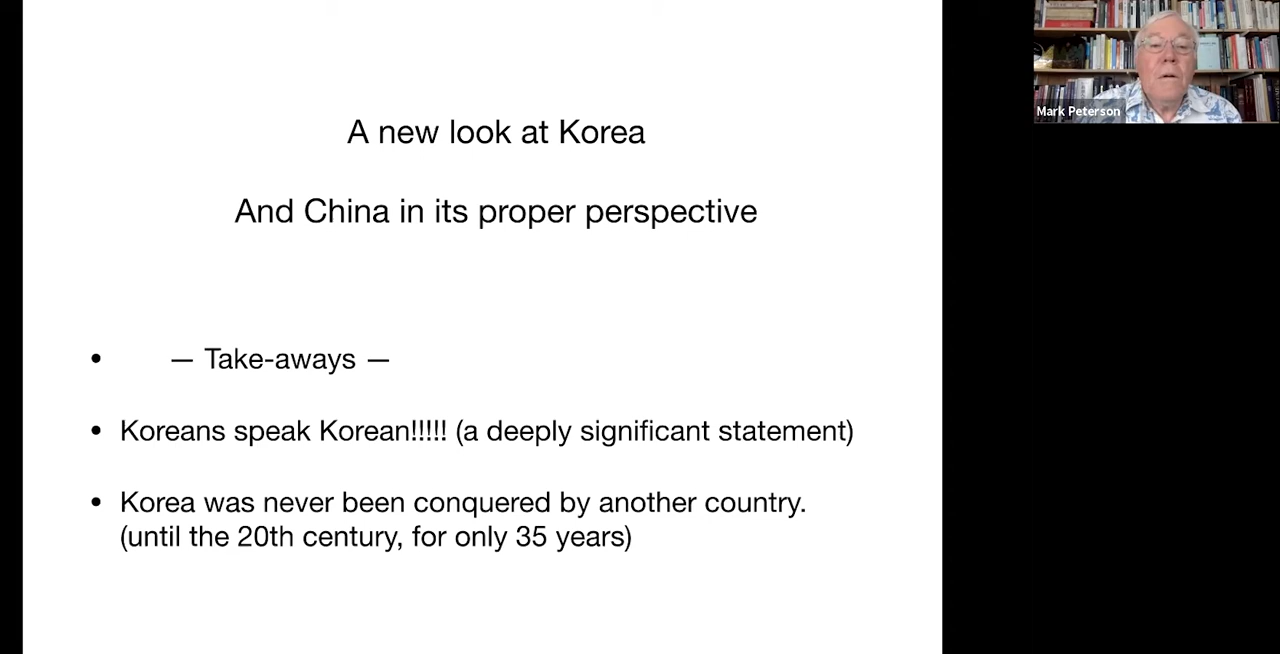 A new look at Korea
And China in its proper perspective
• — Take-aways —
• Koreans speak Korean!!!!! (a deeply significant statement)
• Korea was never been conquered by another country.
(until the 20th century, for only 35 years)
Mark Peterson